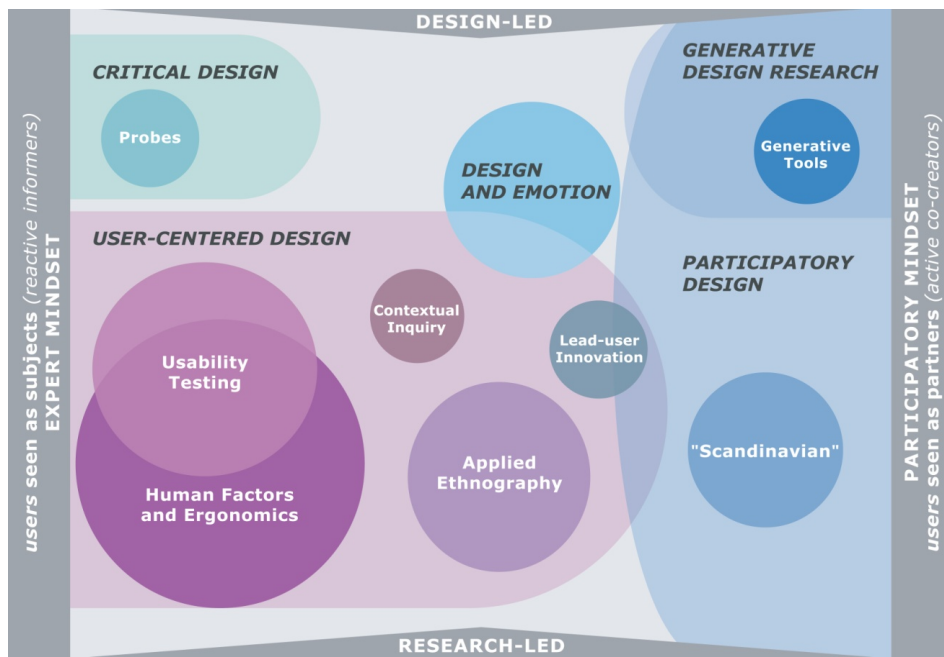 DESIGN-LED
CRITICAL DESIGN
Probes
GENERATIVE
DESIGN RESEARCH
Generative
Tools
DESIGN
AND EMOTION
USER-CENTERED DESIGN
PARTICIPATORY
DESIGN
Contextual
Inquiry
Lead-user
Innovation
Usability
Testing
"Scandinavian"
Applied
Ethnography
Human Factors
and Ergonomics
RESEARCH-LED
users seen as subjects (reactive informers)
EXPERT MINDSET
PARTICIPATORY MINDSET
users seen as partners (active co-creators)